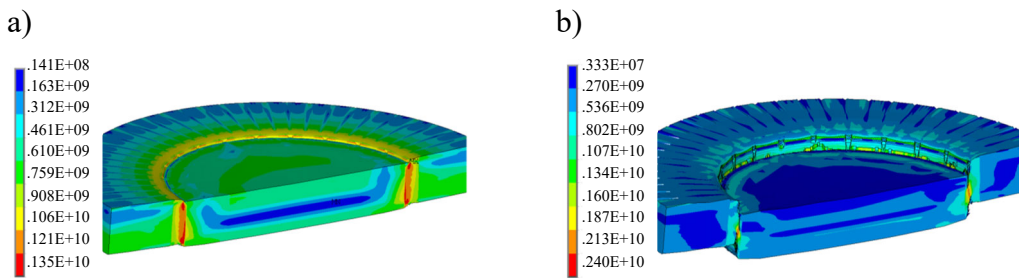 a)
.141E+08
.163E+09
.312E+09
.461E+09
.610E+09
.759E+09
.908E+09
.106E+10
.121E+10
.135E+10
b)
.333E+07
.270E+09
.536E+09
.802E+09
.107E+10
.134E+10
.160E+10
.187E+10
.213E+10
.240E+10